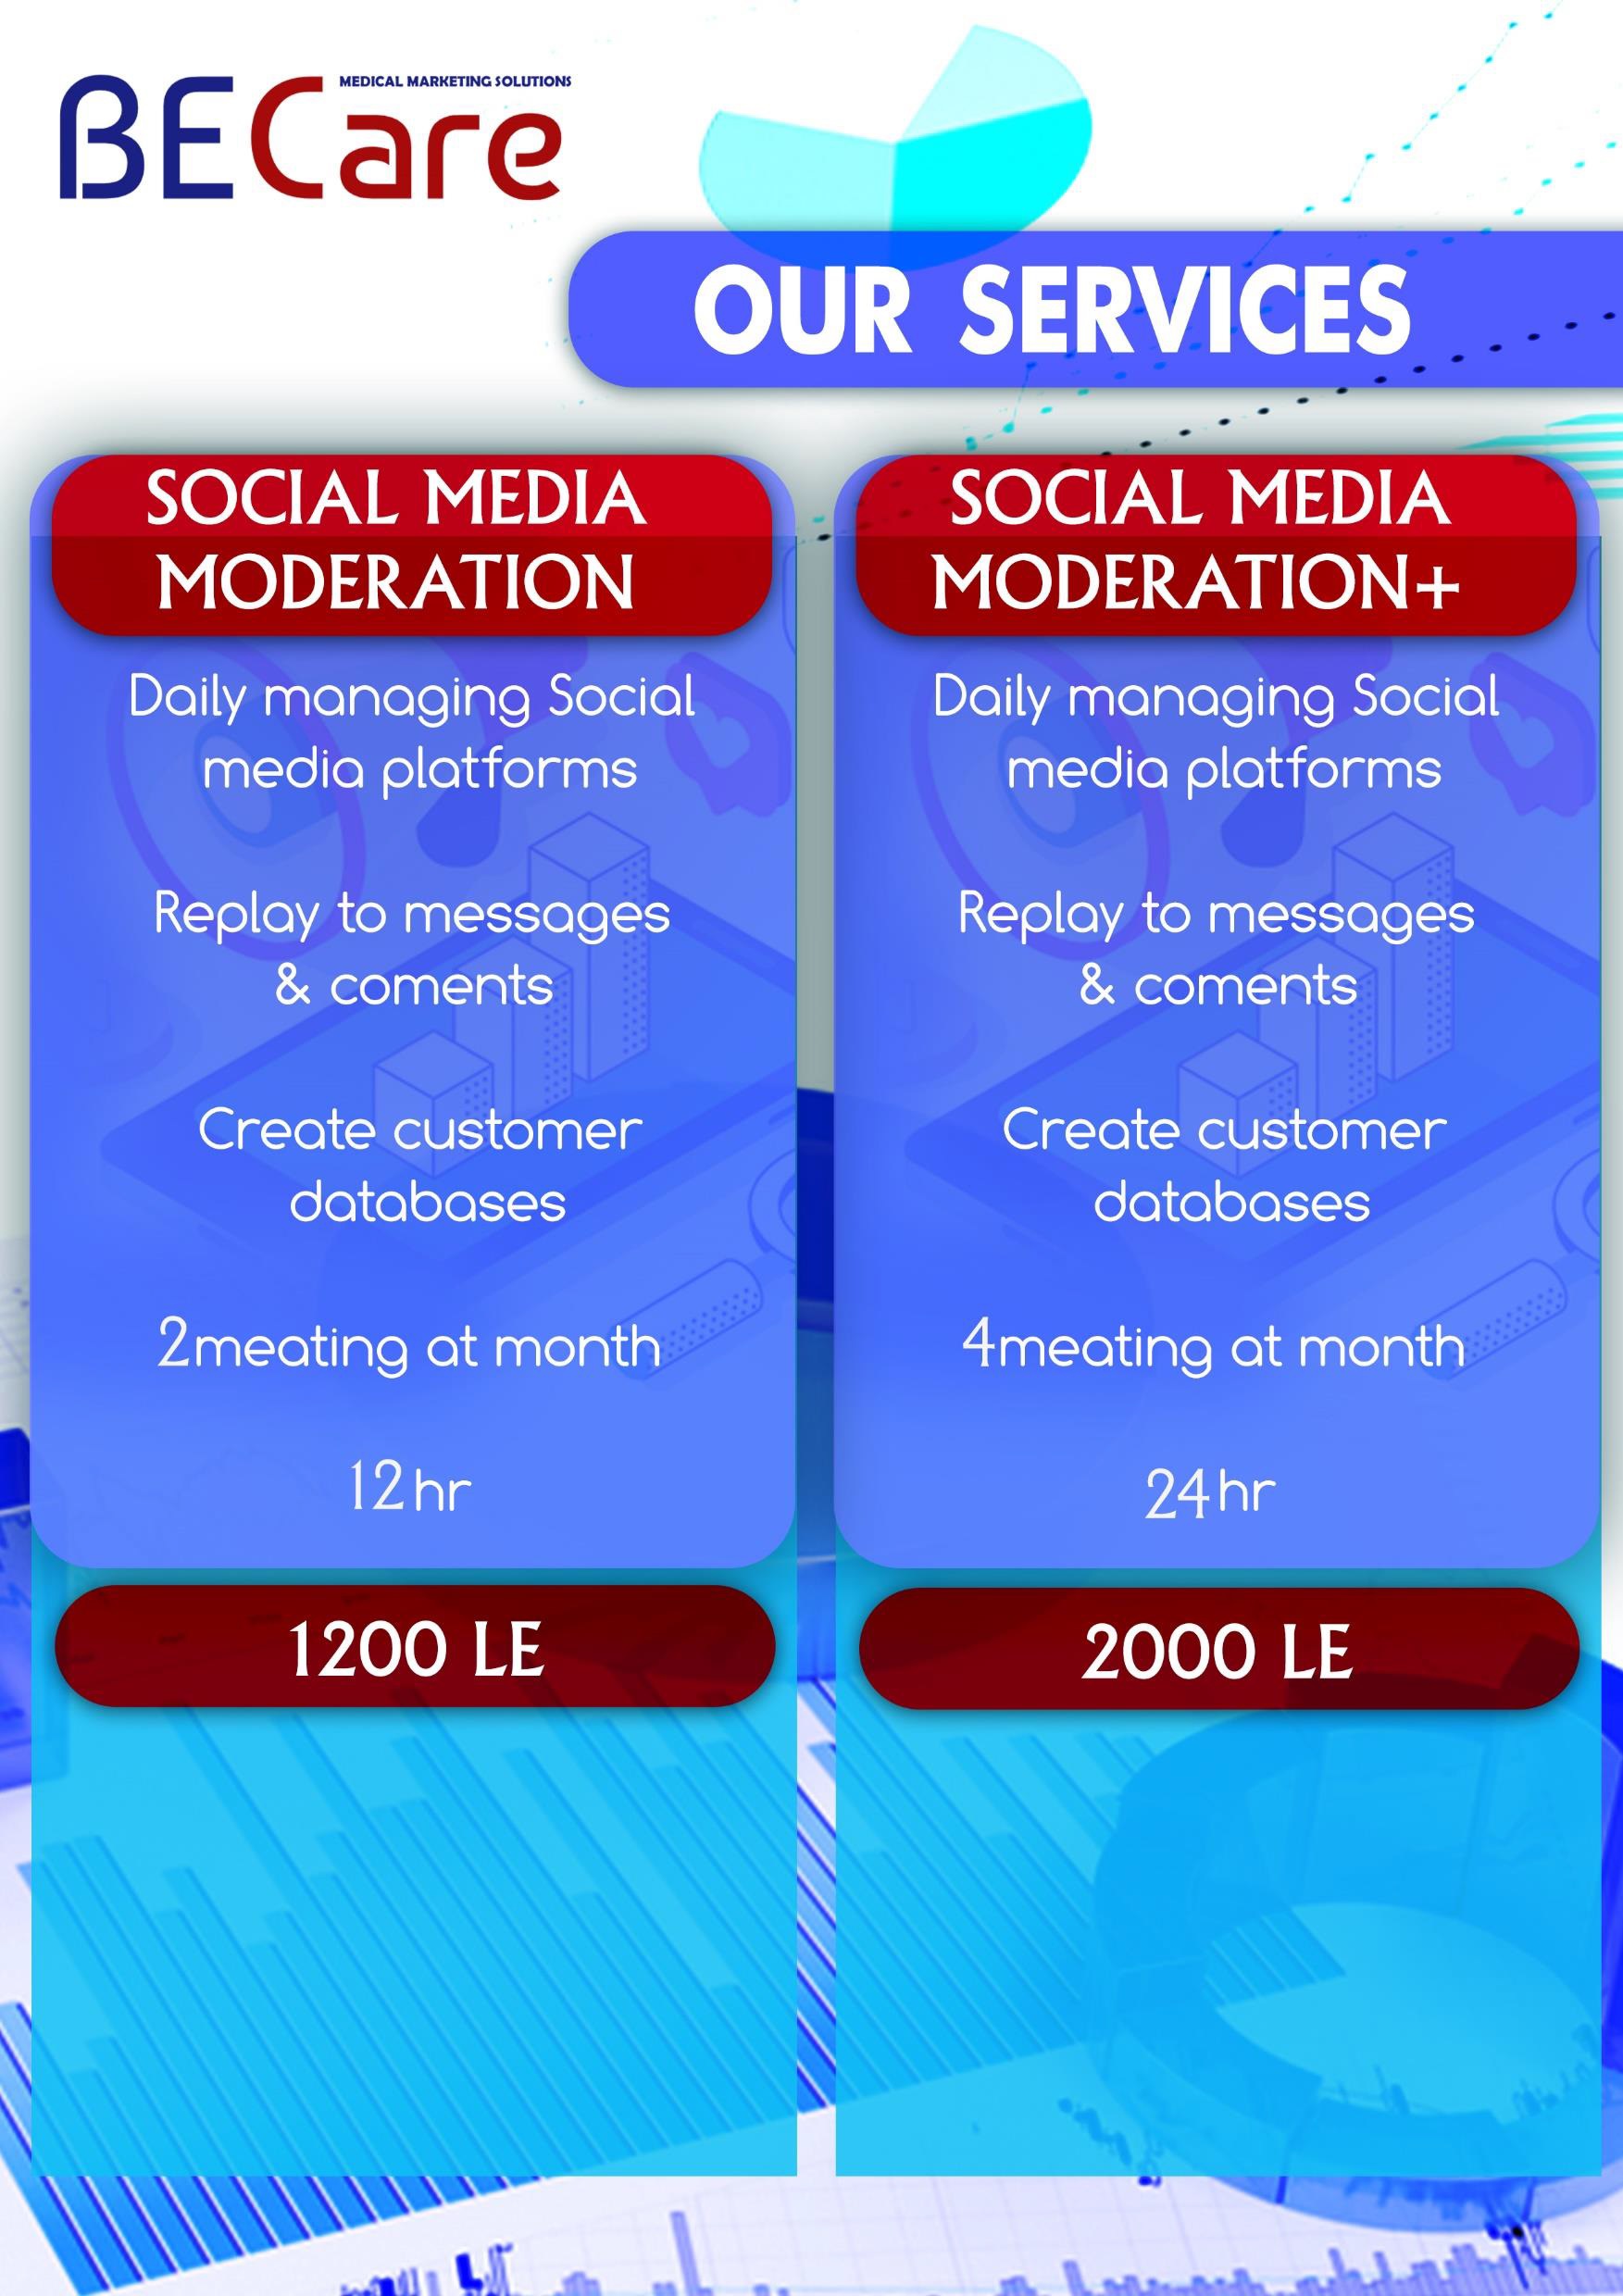 BECare
MEDICAL MARKETING SOLUTIONS
OUR SERVICES
SOCIAL MEDIA
MODERATION
Daily managing Social
media platforms
Replay to messages
& coments
Create customer
databases
2meating at month
12hr
1200 LE
SOCIAL MEDIA
MODERATION+
Daily managing Social
media platforms
Replay to messages
& coments
Create customer
databases
4meating at month
24hr
2000 LE